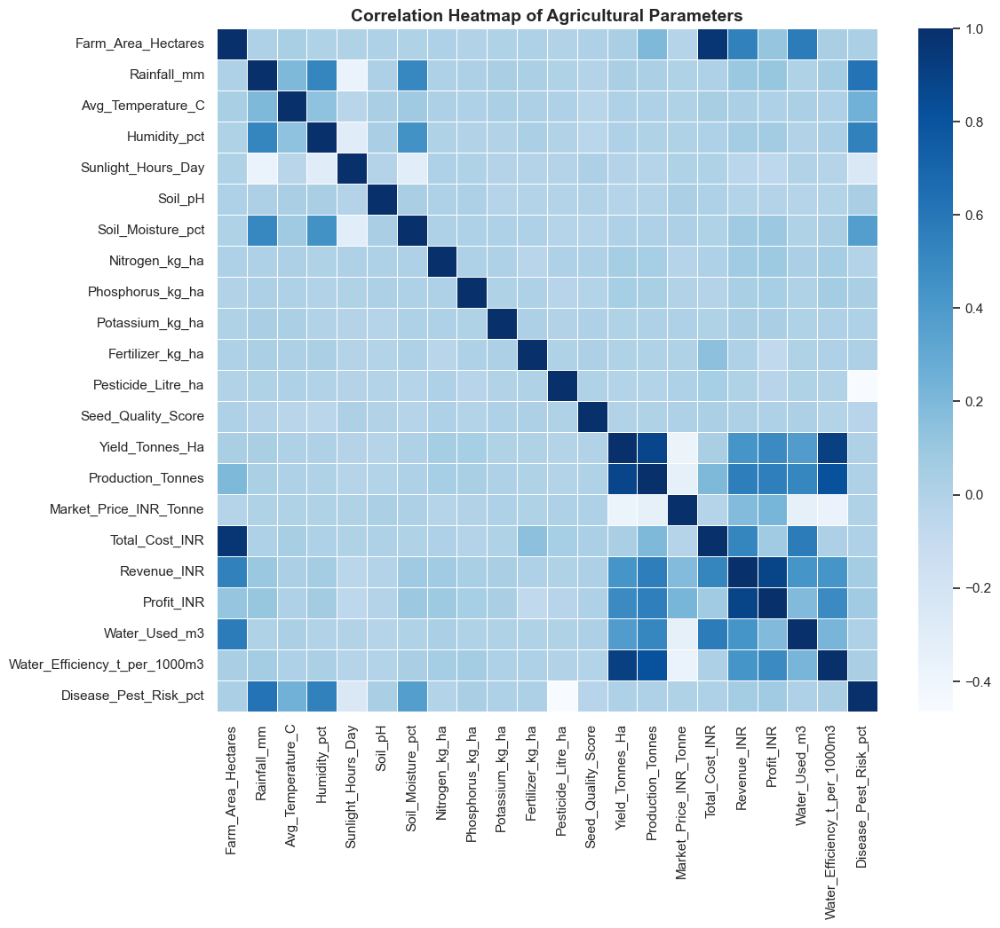 Correlation Heatmap of Agricultural Parameters
Farm_Area_Hectares
Rainfall_mm
Avg_Temperature_C
Humidity_pct
Sunlight_Hours_Day
Soil_pH
Soil_Moisture_pct
Nitrogen_kg_ha
Phosphorus_kg_ha
Potassium_kg_ha
Fertilizer_kg_ha
Pesticide_Litre_ha
Seed_Quality_Score
Yield_Tonnes_Ha
Production_Tonnes
Market_Price_INR_Tonne
Total_Cost_INR
Revenue_INR
Profit_INR
Water_Used_m3
Water_Efficiency_t_per_1000m3
Disease_Pest_Risk_pct
Farm_Area_Hectares
Rainfall_mm
Avg_Temperature_C
Humidity_pct
Sunlight_Hours_Day
Soil_pH
Soil_Moisture_pct
Nitrogen_kg_ha
Phosphorus_kg_ha
Potassium_kg_ha
Fertilizer_kg_ha
Pesticide_Litre_ha
Seed_Quality_Score
Yield_Tonnes_Ha
Production_Tonnes
Market_Price_INR_Tonne
Total_Cost_INR
Revenue_INR
Profit_INR
Water_Used_m3
Water_Efficiency_t_per_1000m3
Disease_Pest_Risk_pct
1.0
0.8
0.6
0.4
0.2
0.0
−0.2
−0.4